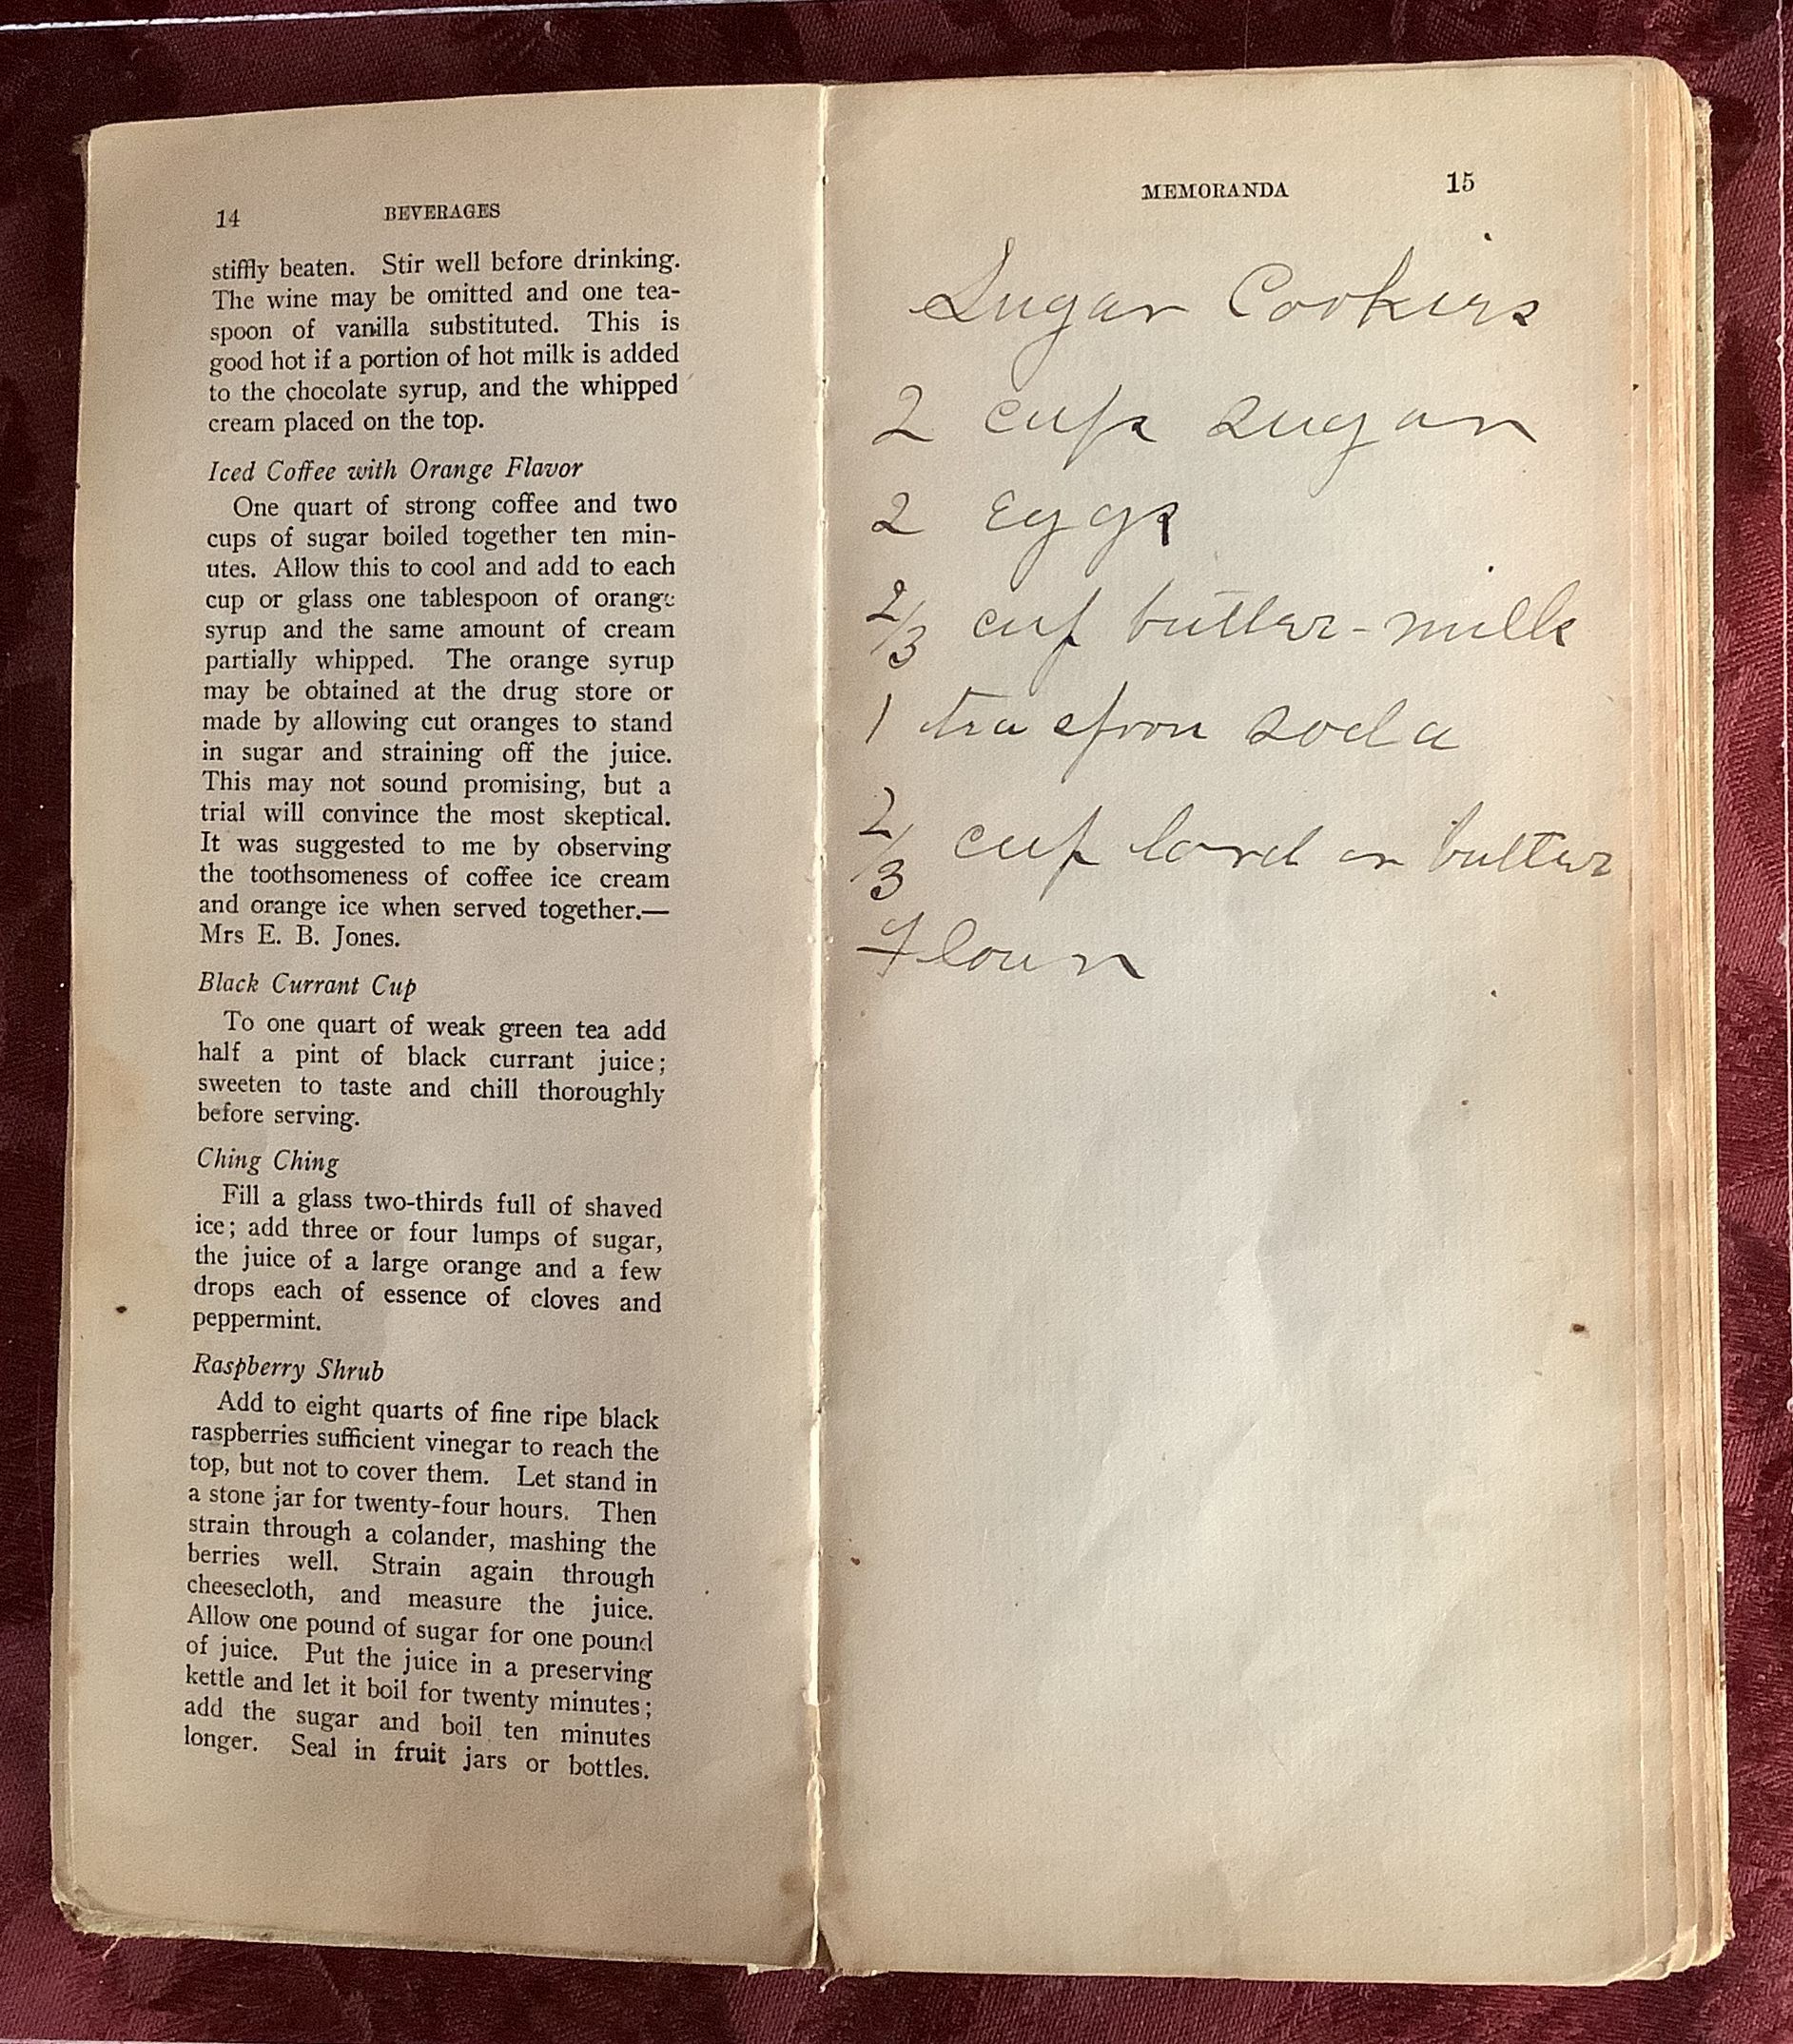 14 BEVERAGES
stiffly beaten. Stir well before drinking.
The wine may be omitted and one tea-
spoon of vanilla substituted. This is
good hot if a portion of hot milk is added
to the chocolate syrup, and the whipped
cream placed on the top.
Iced Coffee with Orange Flavor
One quart of strong coffee and two
cups of sugar boiled together ten min-
utes. Allow this to cool and add to each
cup or glass one tablespoon of orange
syrup and the same amount of cream
partially whipped. The orange syrup
may be obtained at the drug store or
made by allowing cut oranges to stand
in sugar and straining off the juice.
This may not sound promising, but a
trial will convince the most skeptical.
It was suggested to me by observing
the toothsomeness of coffee ice cream
and orange ice when served together.—
Mrs E. B. Jones.
Black Currant Cup
To one quart of weak green tea add
half a pint of black currant juice;
sweeten to taste and chill thoroughly
before serving.
Ching Ching
Fill a glass two-thirds full of shaved
ice; add three or four lumps of sugar,
the juice of a large orange and a few
drops each of essence of cloves and
peppermint.
Raspberry Shrub
Add to eight quarts of fine ripe black
raspberries sufficient vinegar to reach the
top, but not to cover them. Let stand in
a stone jar for twenty-four hours. Then
strain through a colander, mashing the
berries well. Strain again through
cheesecloth, and measure the juice.
Allow one pound of sugar for one pound
of juice. Put the juice in a preserving
kettle and let it boil for twenty minutes;
add the sugar and boil ten minutes
longer. Seal in fruit jars or bottles.
MEMORANDA 15
Sugar Cookies
2 cups sugar
2 Eggs
2/3 cup butter-milk
1 tea spoon soda
2/3 cup lard or butter
Flour